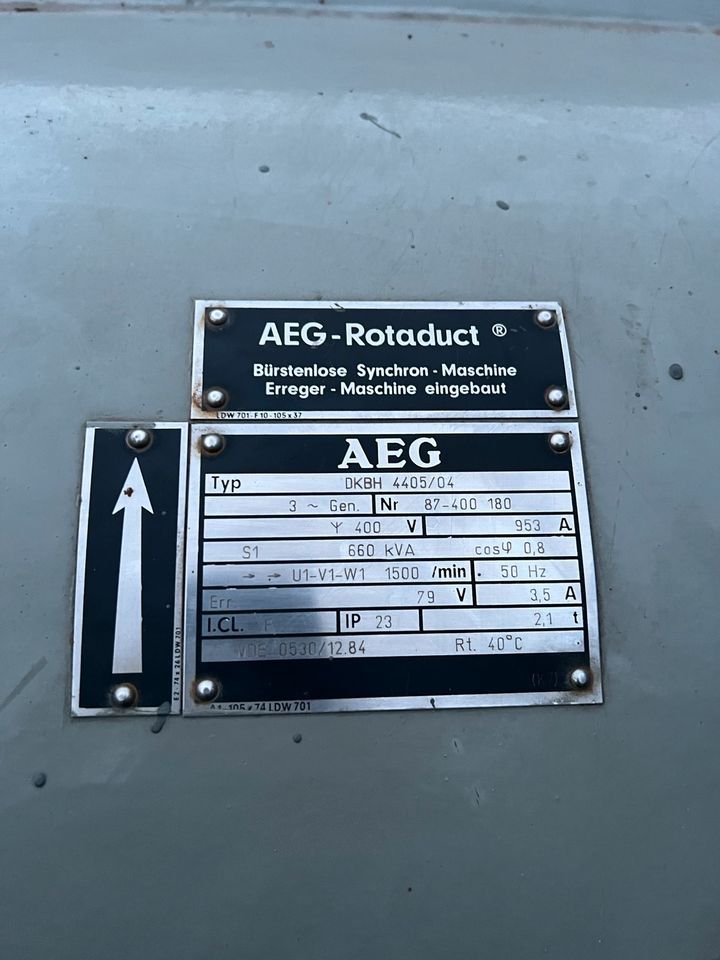 AEG-Rotaduct ®
Bürstenlose Synchron-Maschine
Erreger-Maschine eingebaut
LDW 701-F10-105x37
AEG
Typ DKBH 4405/04
3 ~ Gen. Nr 87-400 180
Y 400 V 953 A
S1 660 kVA cosφ 0,8
→ → U1-V1-W1 1500 /min . 50 Hz
Err. 79 V 3,5 A
I.CL. F IP 23 2,1 t
VDE 0530/12.84 Rt. 40°C
A1-105x74 LDW 701
E2-74x26 LDW 701